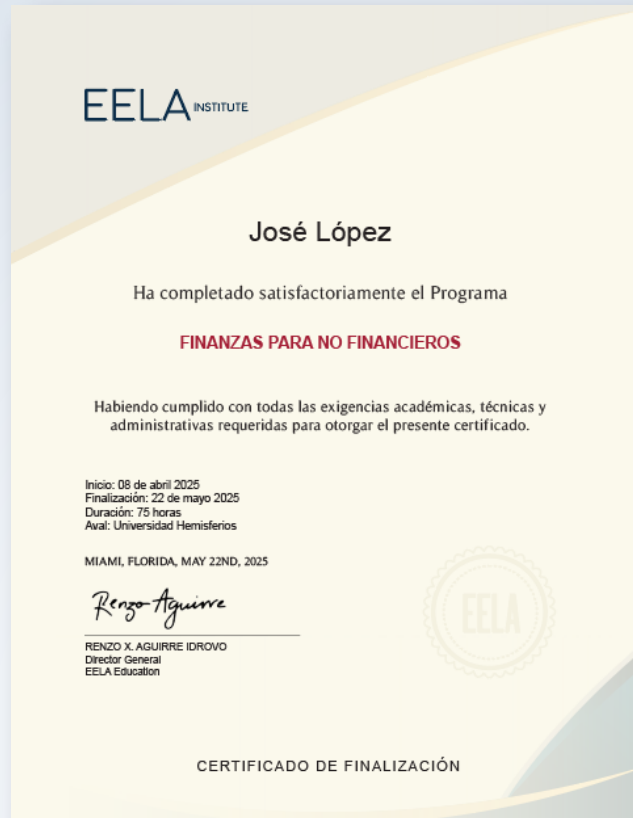 EELA INSTITUTE
José López
Ha completado satisfactoriamente el Programa
FINANZAS PARA NO FINANCIEROS
Habiendo cumplido con todas las exigencias académicas, técnicas y
administrativas requeridas para otorgar el presente certificado.
Inicio: 08 de abril 2025
Finalización: 22 de mayo 2025
Duración: 75 horas
Aval: Universidad Hemisferios
MIAMI, FLORIDA, MAY 22ND, 2025
Renzo Aguirre
EELA
RENZO X. AGUIRRE IDROVO
Director General
EELA Education
CERTIFICADO DE FINALIZACIÓN